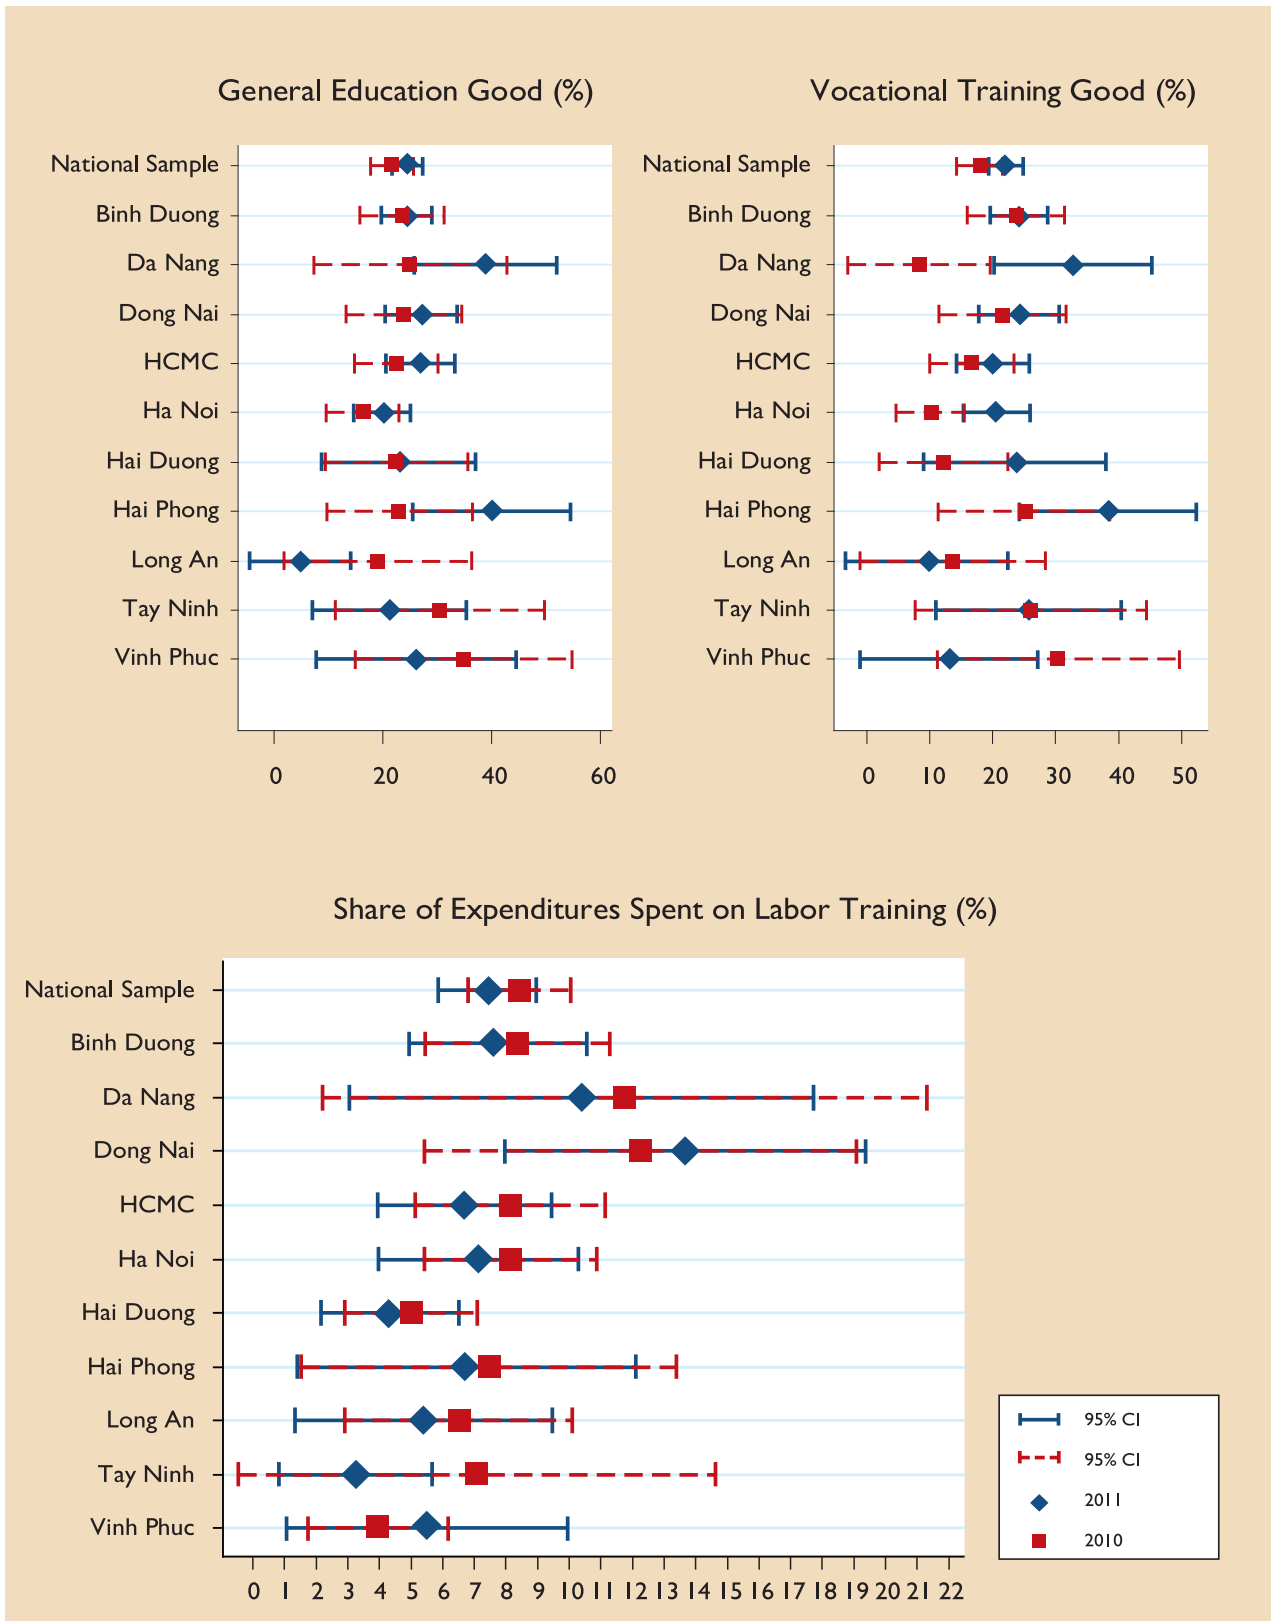 General Education Good (%)
National Sample
Binh Duong
Da Nang
Dong Nai
HCMC
Ha Noi
Hai Duong
Hai Phong
Long An
Tay Ninh
Vinh Phuc
0 20 40 60
Vocational Training Good (%)
National Sample
Binh Duong
Da Nang
Dong Nai
HCMC
Ha Noi
Hai Duong
Hai Phong
Long An
Tay Ninh
Vinh Phuc
0 10 20 30 40 50
Share of Expenditures Spent on Labor Training (%)
National Sample
Binh Duong
Da Nang
Dong Nai
HCMC
Ha Noi
Hai Duong
Hai Phong
Long An
Tay Ninh
Vinh Phuc
0 1 2 3 4 5 6 7 8 9 10 11 12 13 14 15 16 17 18 19 20 21 22
95% CI
95% CI
2011
2010